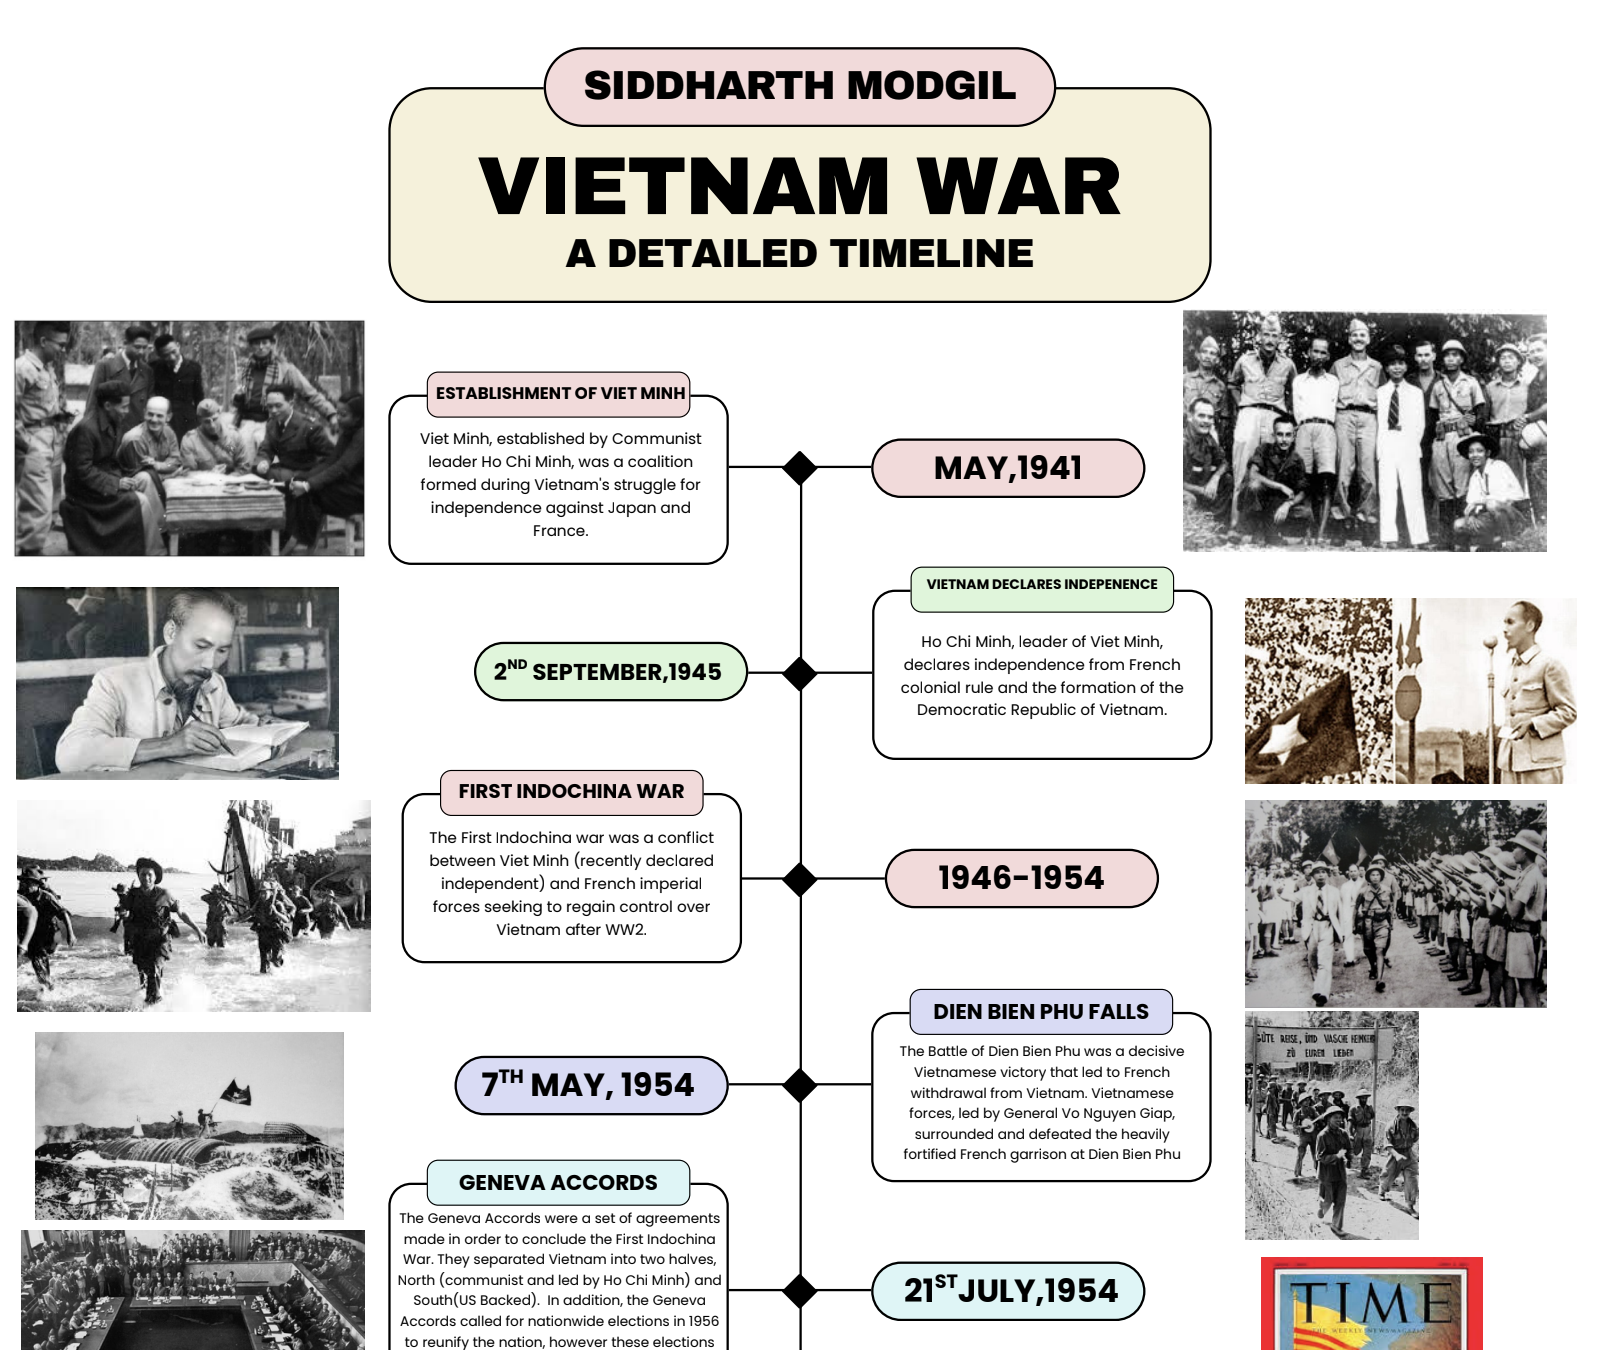 SIDDHARTH MODGIL
VIETNAM WAR
A DETAILED TIMELINE
ESTABLISHMENT OF VIET MINH
Viet Minh, established by Communist
leader Ho Chi Minh, was a coalition
formed during Vietnam's struggle for
independence against Japan and
France.
MAY,1941
VIETNAM DECLARES INDEPENENCE
Ho Chi Minh, leader of Viet Minh,
declares independence from French
colonial rule and the formation of the
Democratic Republic of Vietnam.
2ND SEPTEMBER,1945
FIRST INDOCHINA WAR
The First Indochina war was a conflict
between Viet Minh (recently declared
independent) and French imperial
forces seeking to regain control over
Vietnam after WW2.
1946-1954
DIEN BIEN PHU FALLS
The Battle of Dien Bien Phu was a decisive
Vietnamese victory that led to French
withdrawal from Vietnam. Vietnamese
forces, led by General Vo Nguyen Giap,
surrounded and defeated the heavily
fortified French garrison at Dien Bien Phu
7TH MAY, 1954
GÜTE REISE, ÜND VASCHE HEIMKEHR
ZÜ EUREN LIEBEN
GENEVA ACCORDS
The Geneva Accords were a set of agreements
made in order to conclude the First Indochina
War. They separated Vietnam into two halves,
North (communist and led by Ho Chi Minh) and
South(US Backed). In addition, the Geneva
Accords called for nationwide elections in 1956
to reunify the nation, however these elections
21ST JULY,1954
TIME
THE WEEKLY NEWSMAGAZINE